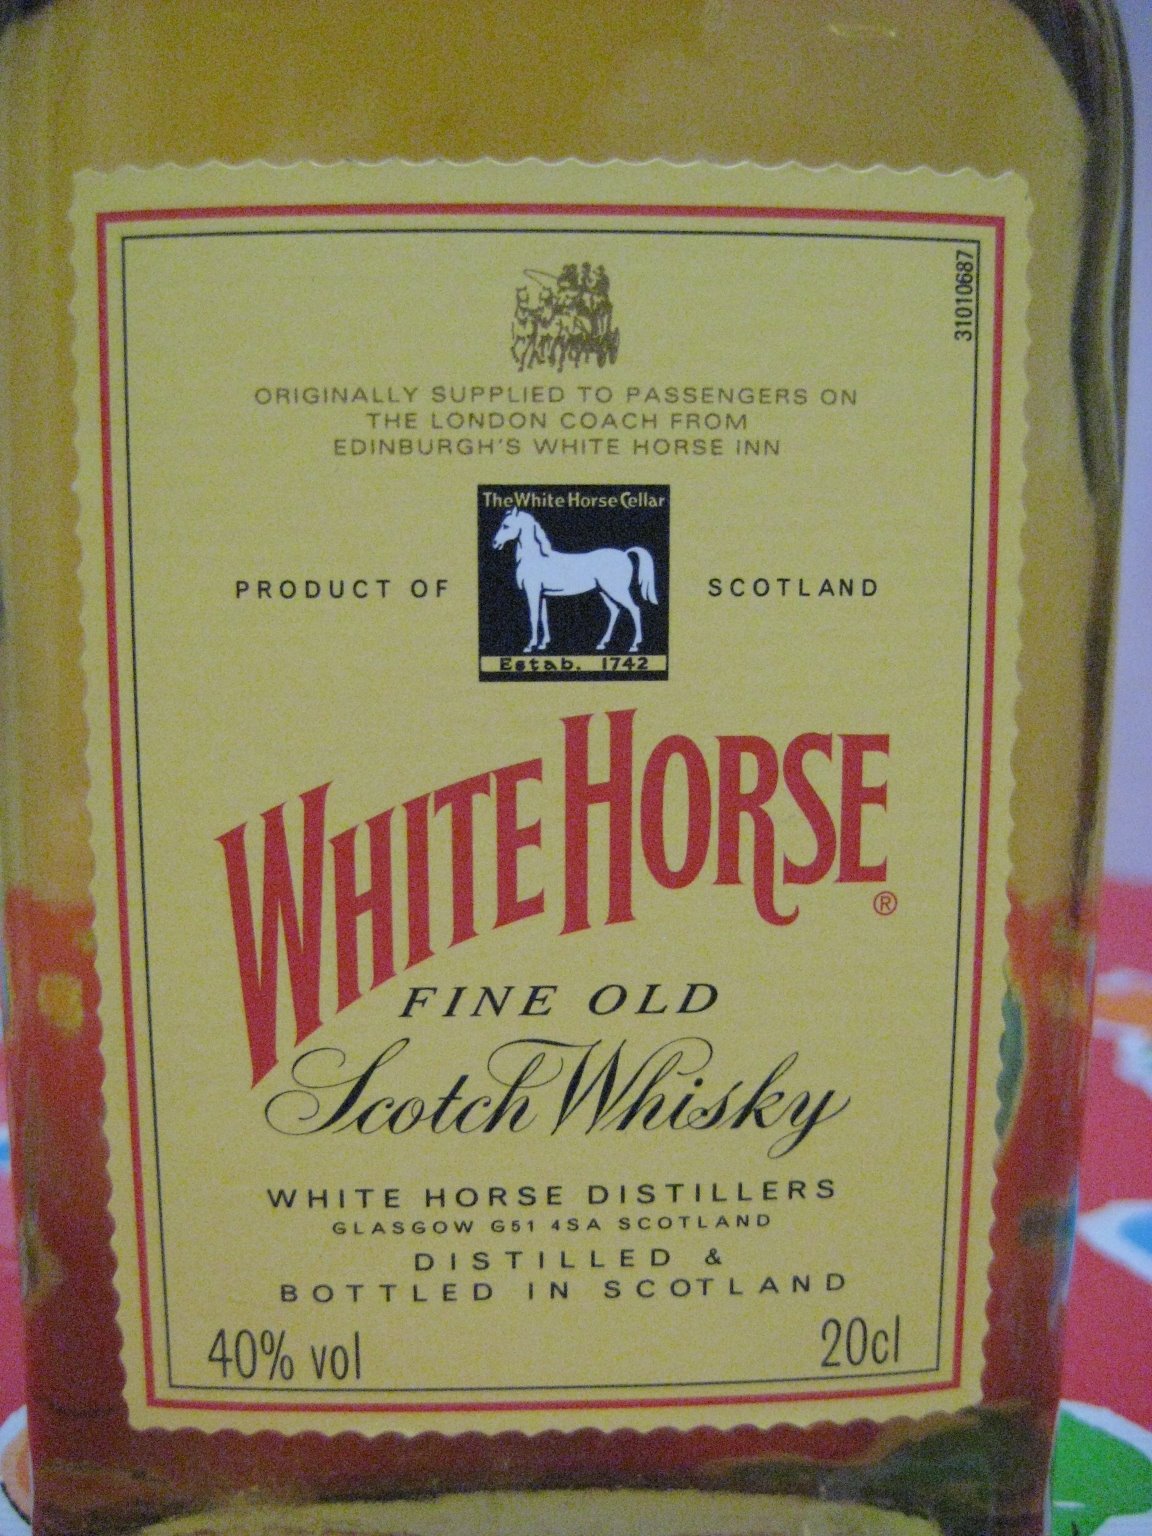 31010687
ORIGINALLY SUPPLIED TO PASSENGERS ON
THE LONDON COACH FROM
EDINBURGH'S WHITE HORSE INN
The White Horse Cellar
PRODUCT OF SCOTLAND
Estab. 1742
WHITE HORSE
®
FINE OLD
Scotch Whisky
WHITE HORSE DISTILLERS
GLASGOW G51 4SA SCOTLAND
DISTILLED &
BOTTLED IN SCOTLAND
40% vol 20cl